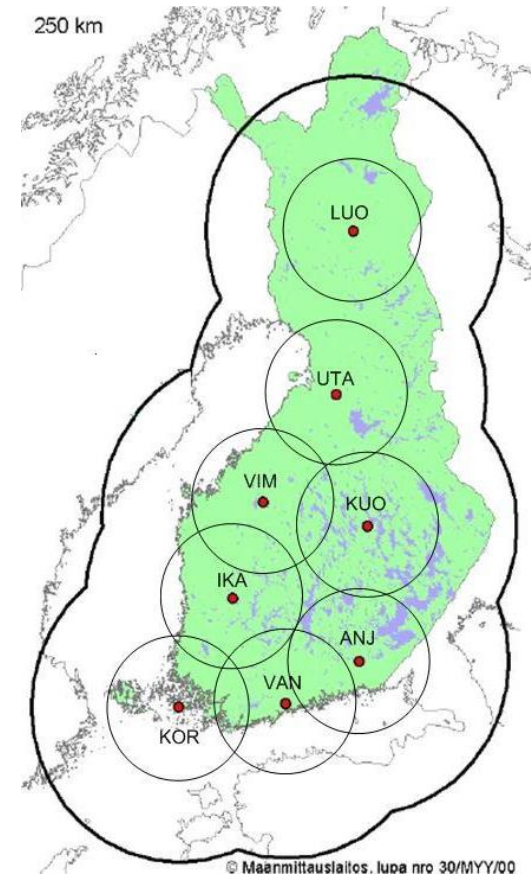 250 km
LUO
UTA
VIM
KUO
IKA
ANJ
VAN
KOR
© Maanmittauslaitos, lupa nro 30/MYY/00